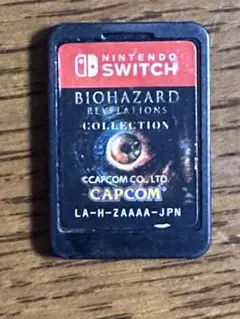 NINTENDO
SWITCH
BIOHAZARD
REVELATIONS
COLLECTION
©CAPCOM CO., LTD.
CAPCOM
LA-H-ZAAAA-JPN